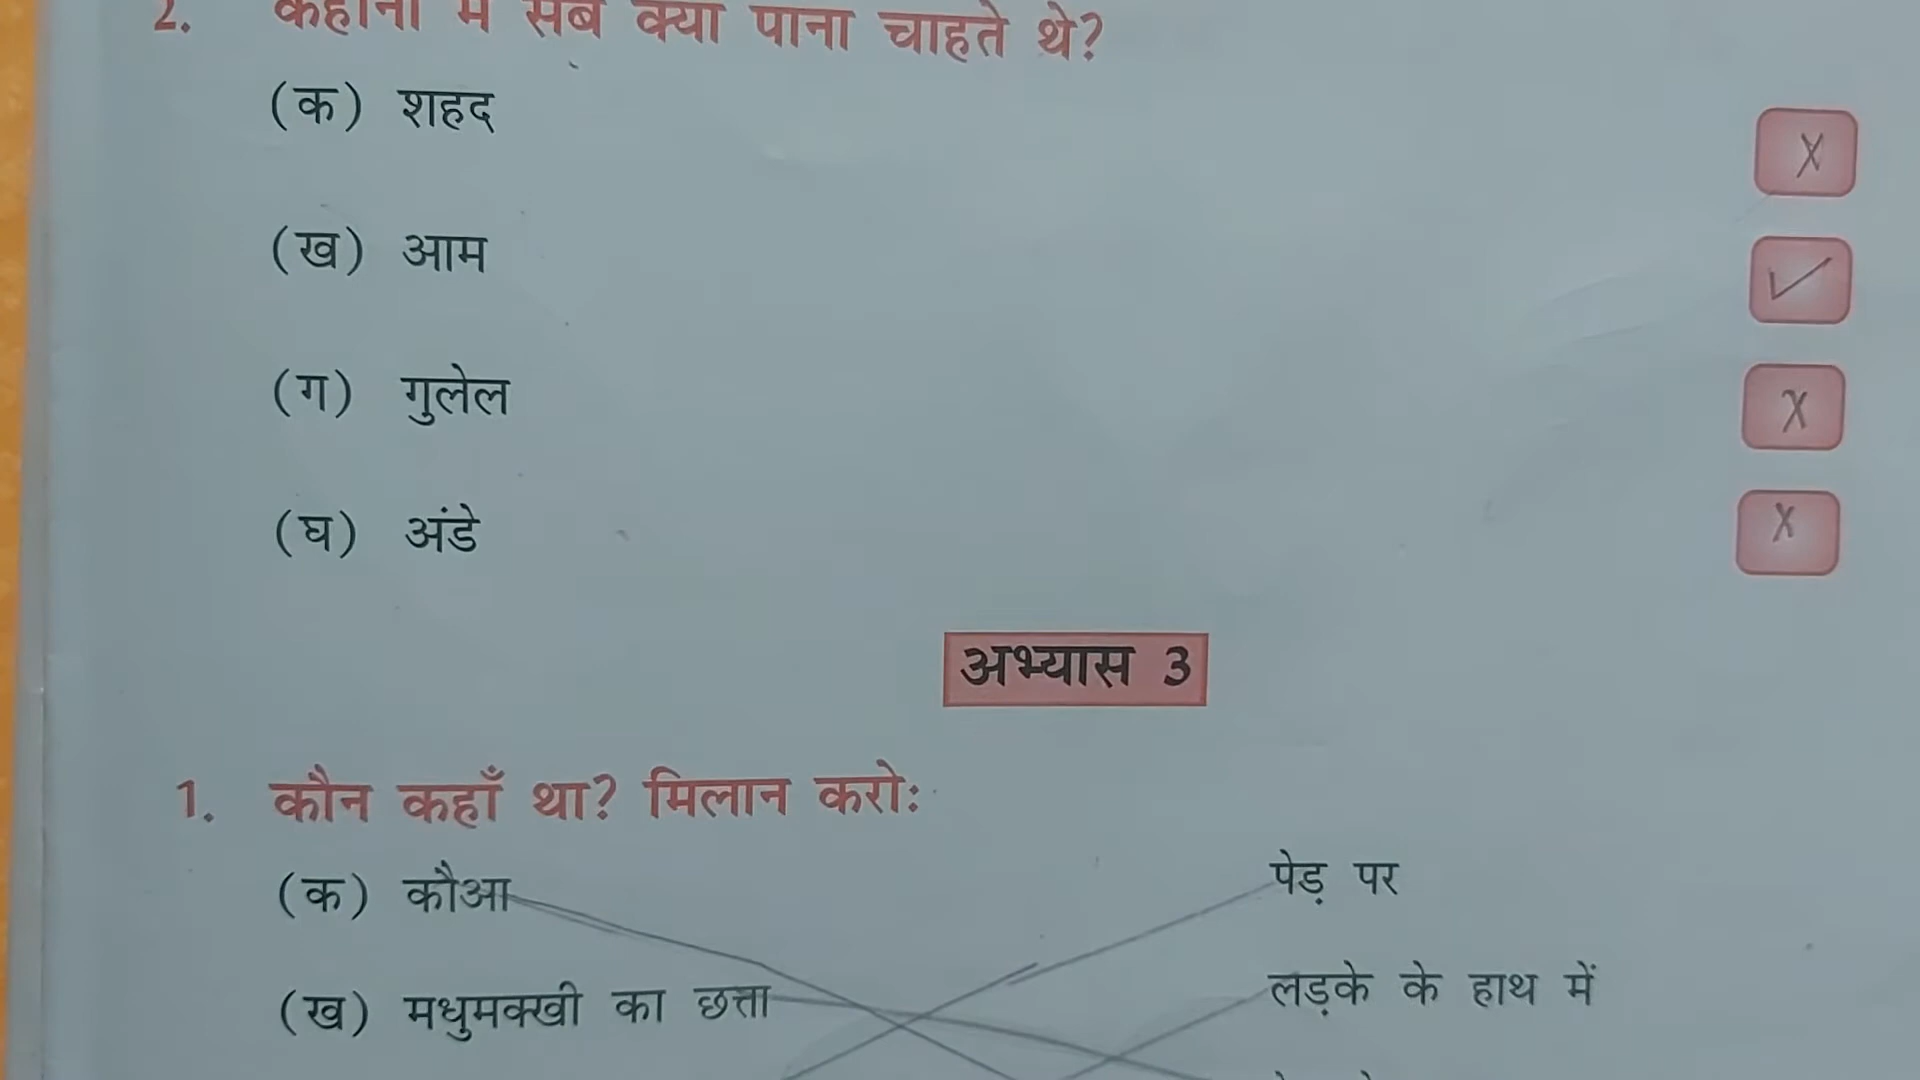 2. कहानी में सब क्या पाना चाहते थे?
(क) शहद
X
(ख) आम
✓
(ग) गुलेल
X
(घ) अंडे
X
अभ्यास 3
1. कौन कहाँ था? मिलान करो:
(क) कौआ पेड़ पर
(ख) मधुमक्खी का छत्ता लड़के के हाथ में